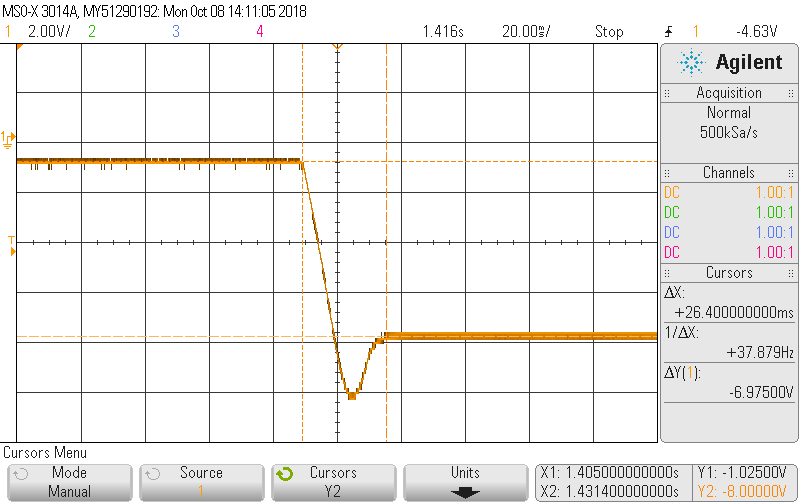 MSO-X 3014A, MY51290192: Mon Oct 08 14:11:05 2018
1 2.00V/ 2 3 4 1.416s 20.00ms/ Stop 1 -4.63V
1
T
Agilent
Acquisition
Normal
500kSa/s
Channels
DC 1.00:1
DC 1.00:1
DC 1.00:1
DC 1.00:1
Cursors
ΔX:
+26.400000000ms
1/ΔX:
+37.879Hz
ΔY(1):
-6.97500V
Cursors Menu
Mode
Manual
Source
1
Cursors
Y2
Units
X1: 1.405000000000s
X2: 1.431400000000s
Y1: -1.02500V
Y2: -8.00000V